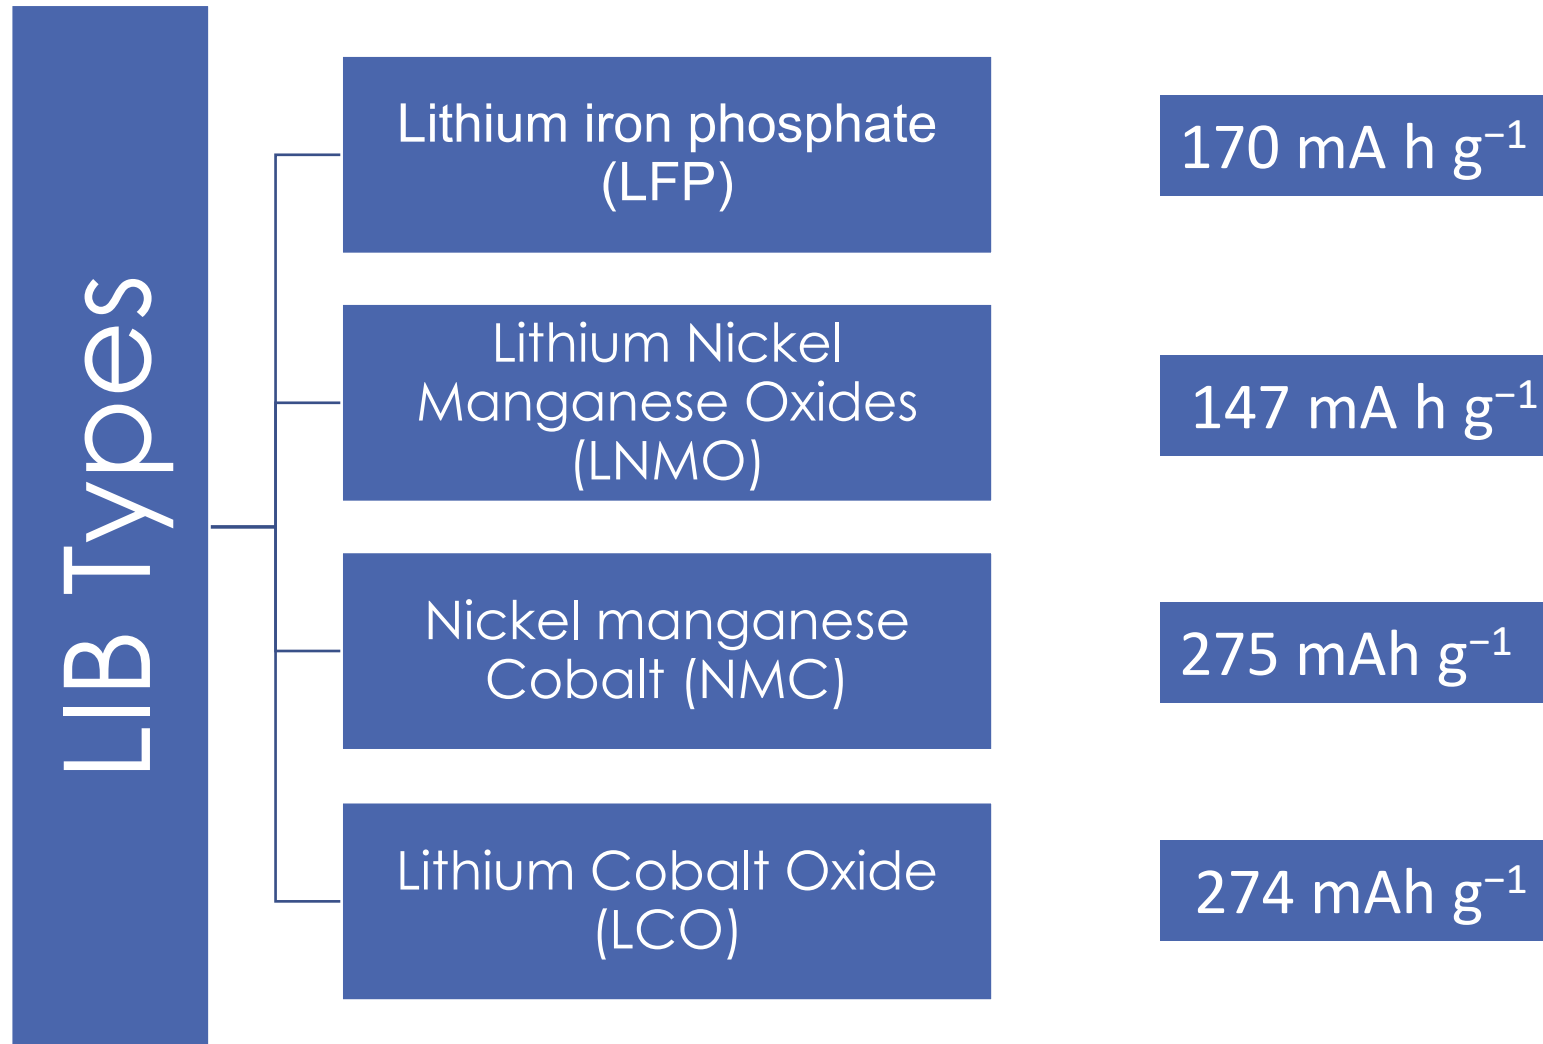 LIB Types
Lithium iron phosphate
(LFP)
170 mA h g⁻¹
Lithium Nickel
Manganese Oxides
(LNMO)
147 mA h g⁻¹
Nickel manganese
Cobalt (NMC)
275 mAh g⁻¹
Lithium Cobalt Oxide
(LCO)
274 mAh g⁻¹